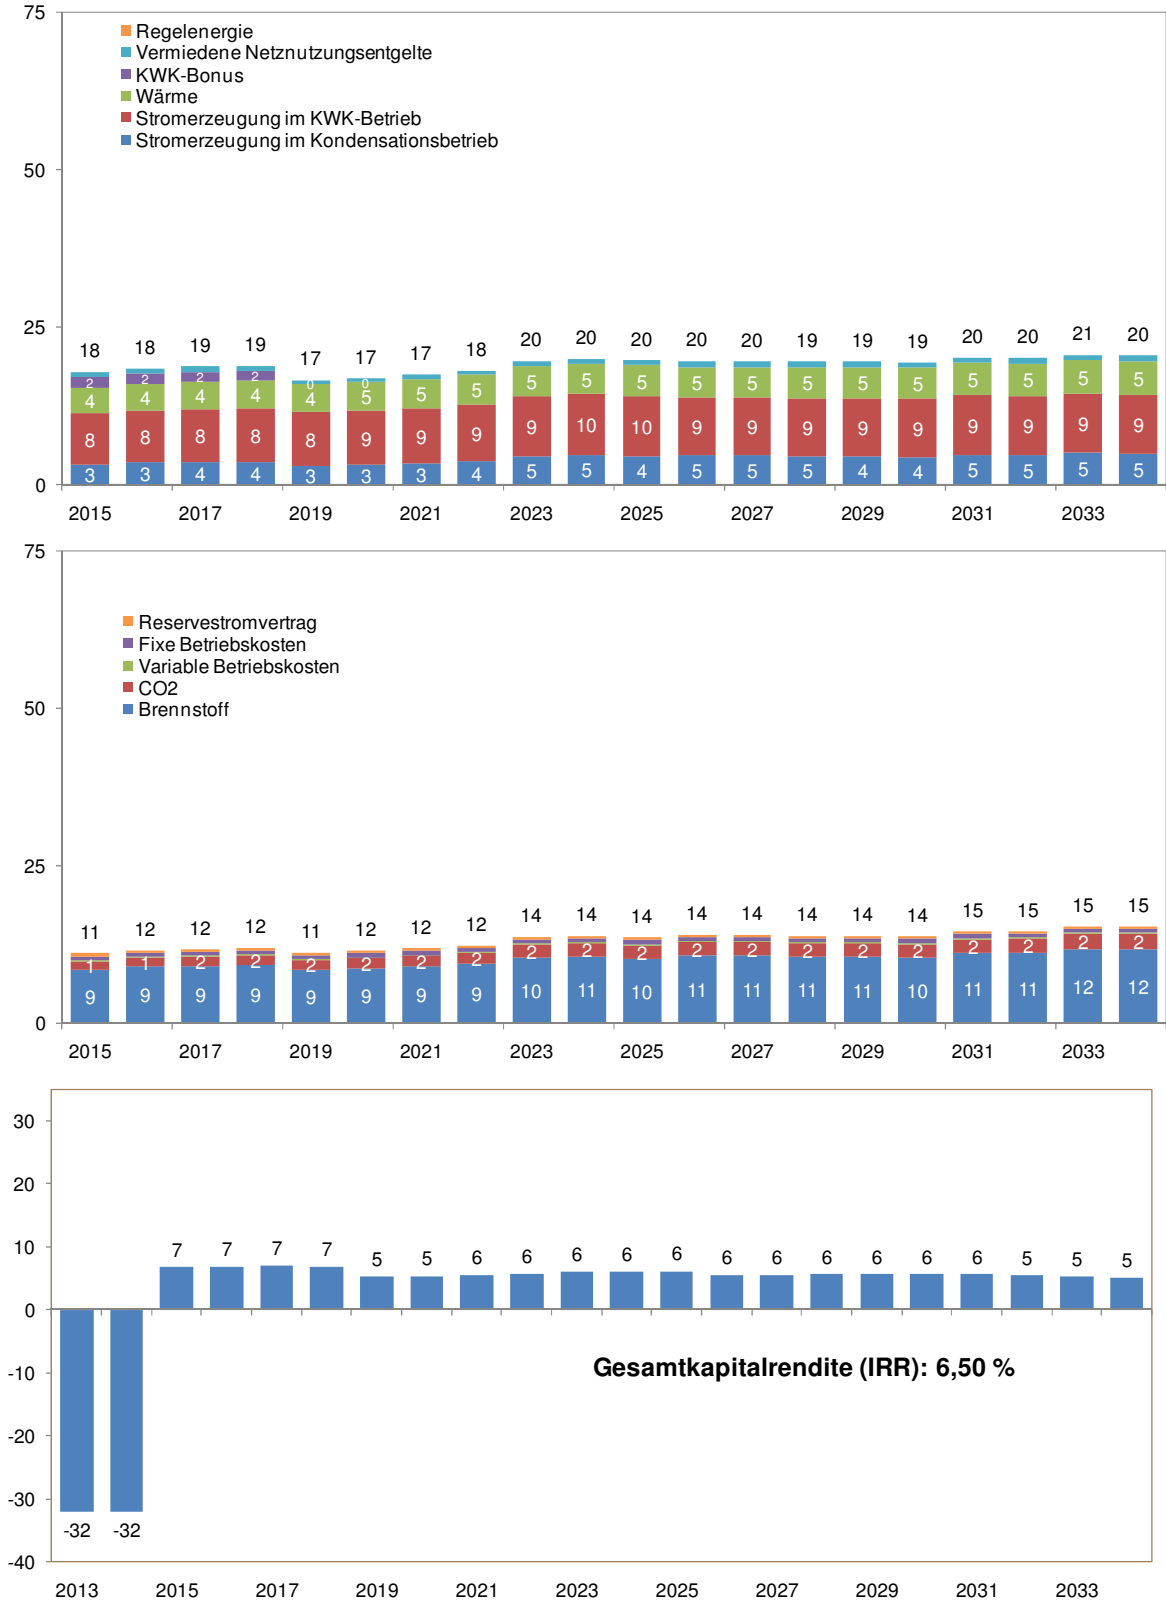 75
Regelenergie
Vermiedene Netznutzungsentgelte
KWK-Bonus
Wärme
Stromerzeugung im KWK-Betrieb
Stromerzeugung im Kondensationsbetrieb
50
25
18 18 19 19 17 17 17 18 20 20 20 20 20 19 19 19 20 20 21 20
2 2 2 2 0 0
4 4 4 4 4 5 5 5 5 5 5 5 5 5 5 5 5 5 5 5
8 8 8 8 8 9 9 9 9 10 10 9 9 9 9 9 9 9 9 9
3 3 4 4 3 3 3 4 5 5 4 5 5 5 4 4 5 5 5 5
0
2015 2017 2019 2021 2023 2025 2027 2029 2031 2033
75
Reservestromvertrag
Fixe Betriebskosten
Variable Betriebskosten
CO2
Brennstoff
50
25
11 12 12 12 11 12 12 12 14 14 14 14 14 14 14 14 15 15 15 15
1 1 2 2 2 2 2 2 2 2 2 2 2 2 2 2 2 2 2 2
9 9 9 9 9 9 9 9 10 11 10 11 11 11 11 10 11 11 12 12
0
2015 2017 2019 2021 2023 2025 2027 2029 2031 2033
30
20
10
7 7 7 7 5 5 6 6 6 6 6 6 6 6 6 6 6 5 5 5
0
-10
Gesamtkapitalrendite (IRR): 6,50 %
-20
-30
-32 -32
-40
2013 2015 2017 2019 2021 2023 2025 2027 2029 2031 2033